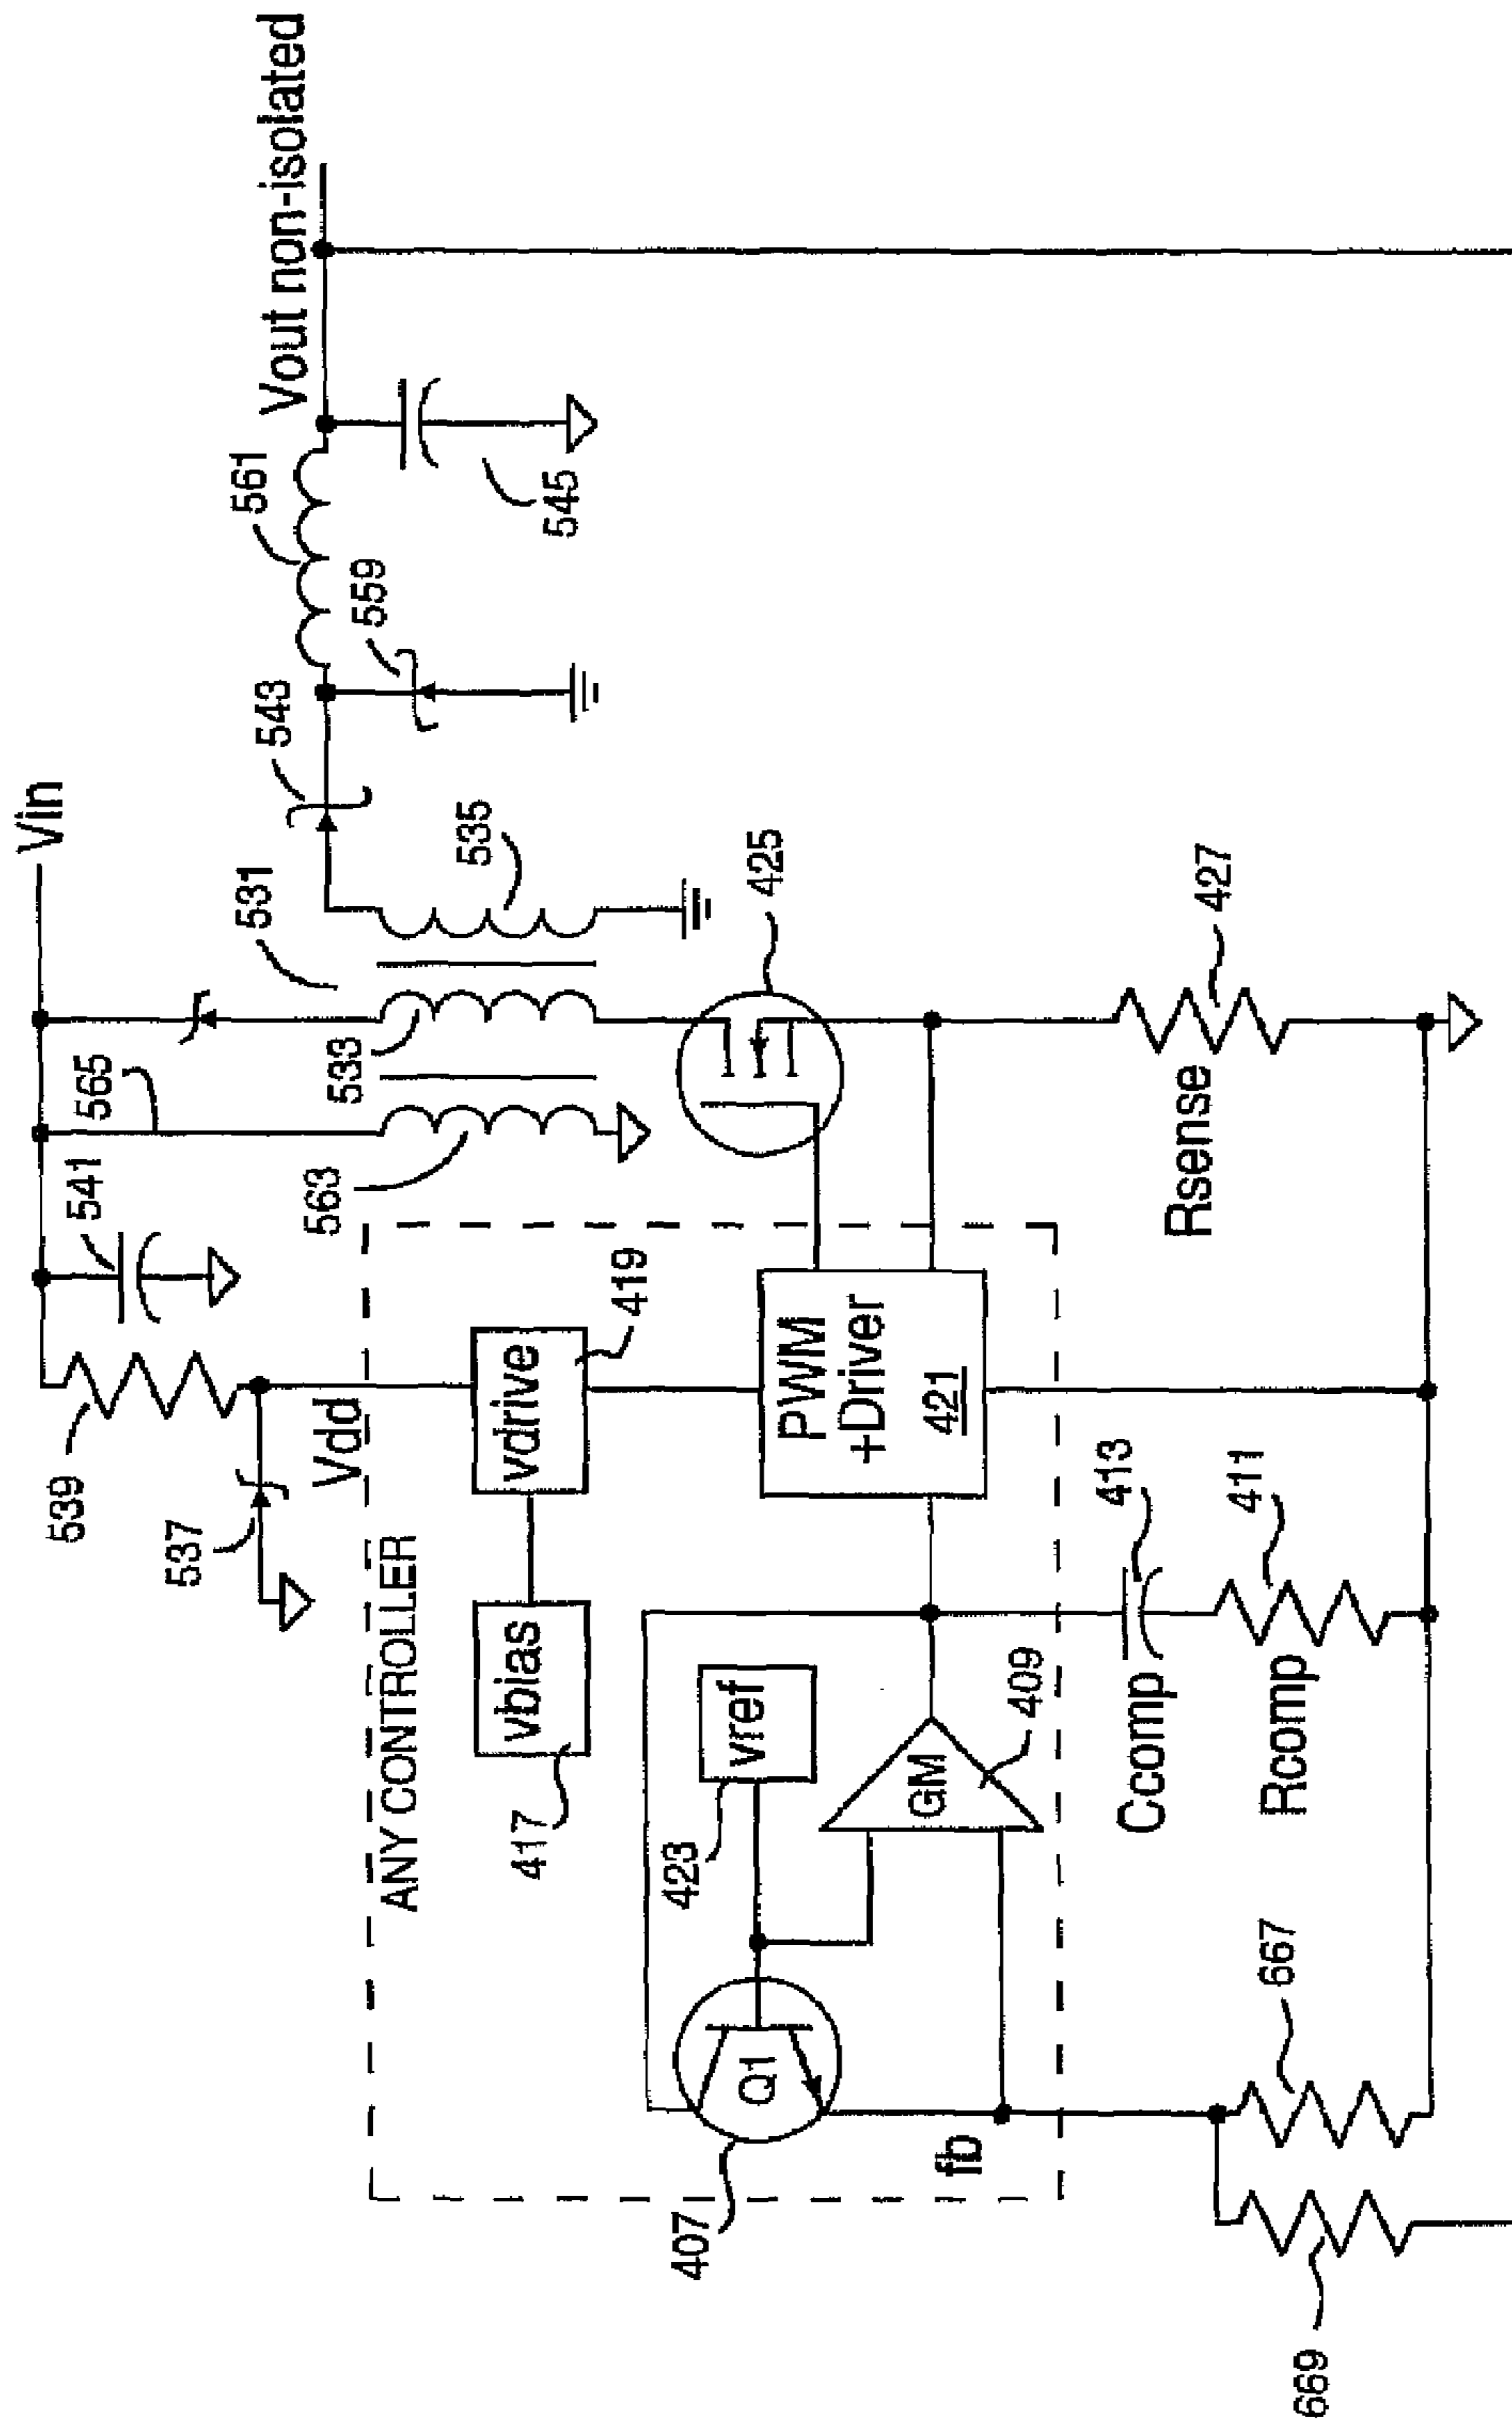 Vin
Vout non-isolated
531
565
541
539
537
Vdd
563
533
535
543
559
561
545
425
427
Rsense
ANY CONTROLLER
vbias
417
vdrive
419
PWM
+Driver
421
vref
423
GM
409
Q1
407
fb
Ccomp
413
Rcomp
411
667
669